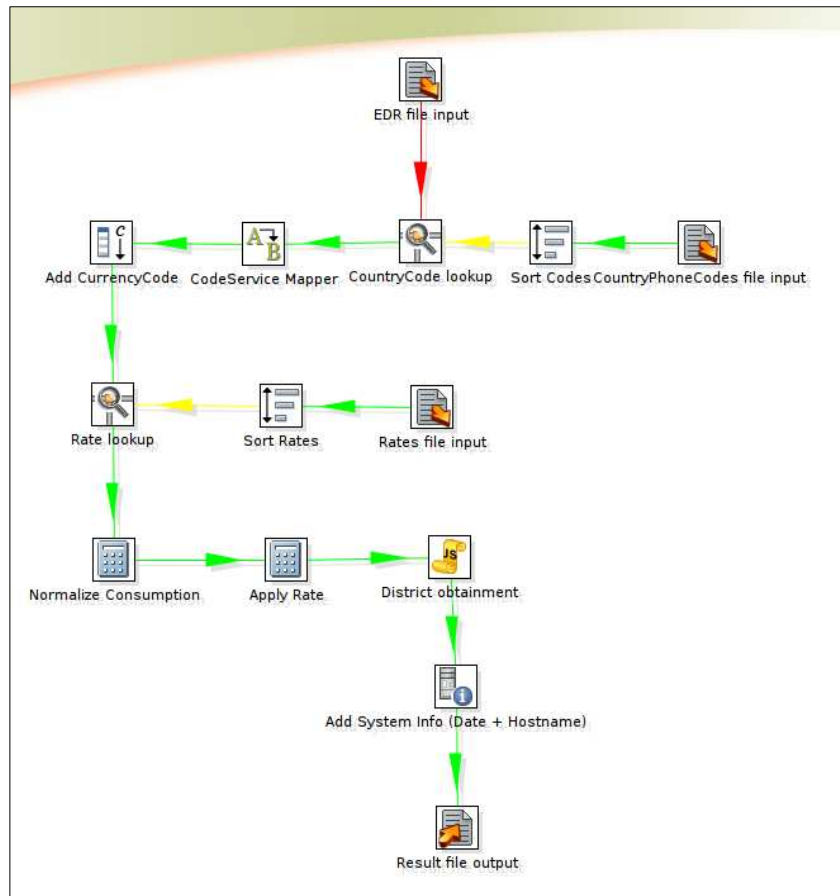 EDR file input
Add CurrencyCode
CodeService Mapper
CountryCode lookup
Sort Codes
CountryPhoneCodes file input
Rate lookup
Sort Rates
Rates file input
Normalize Consumption
Apply Rate
District obtainment
Add System Info (Date + Hostname)
Result file output
C
A
B
JS
i